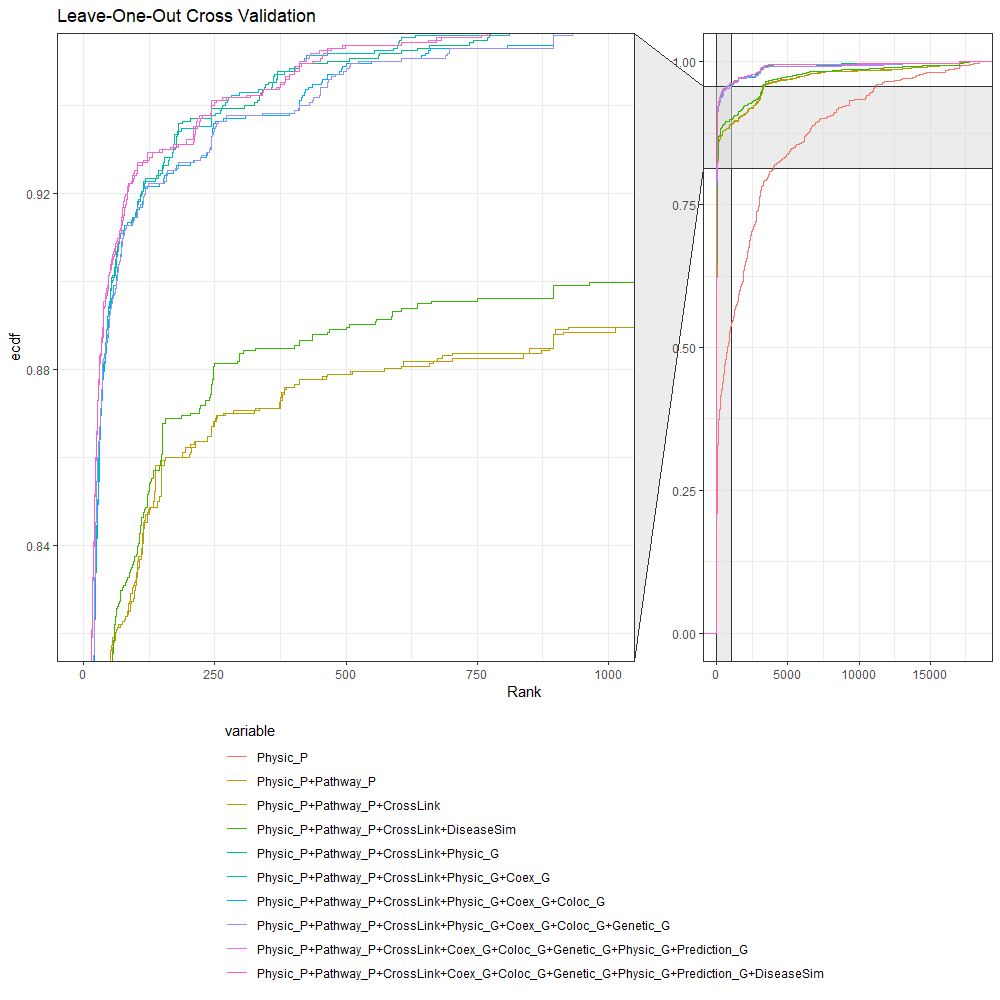 Leave-One-Out Cross Validation
ecdf
0.92
0.88
0.84
0
250
500
750
1000
1.00
0.75
0.50
0.25
0.00
0
5000
10000
15000
Rank
variable
Physic_P
Physic_P+Pathway_P
Physic_P+Pathway_P+CrossLink
Physic_P+Pathway_P+CrossLink+DiseaseSim
Physic_P+Pathway_P+CrossLink+Physic_G
Physic_P+Pathway_P+CrossLink+Physic_G+Coex_G
Physic_P+Pathway_P+CrossLink+Physic_G+Coex_G+Coloc_G
Physic_P+Pathway_P+CrossLink+Physic_G+Coex_G+Coloc_G+Genetic_G
Physic_P+Pathway_P+CrossLink+Coex_G+Coloc_G+Genetic_G+Physic_G+Prediction_G
Physic_P+Pathway_P+CrossLink+Coex_G+Coloc_G+Genetic_G+Physic_G+Prediction_G+DiseaseSim